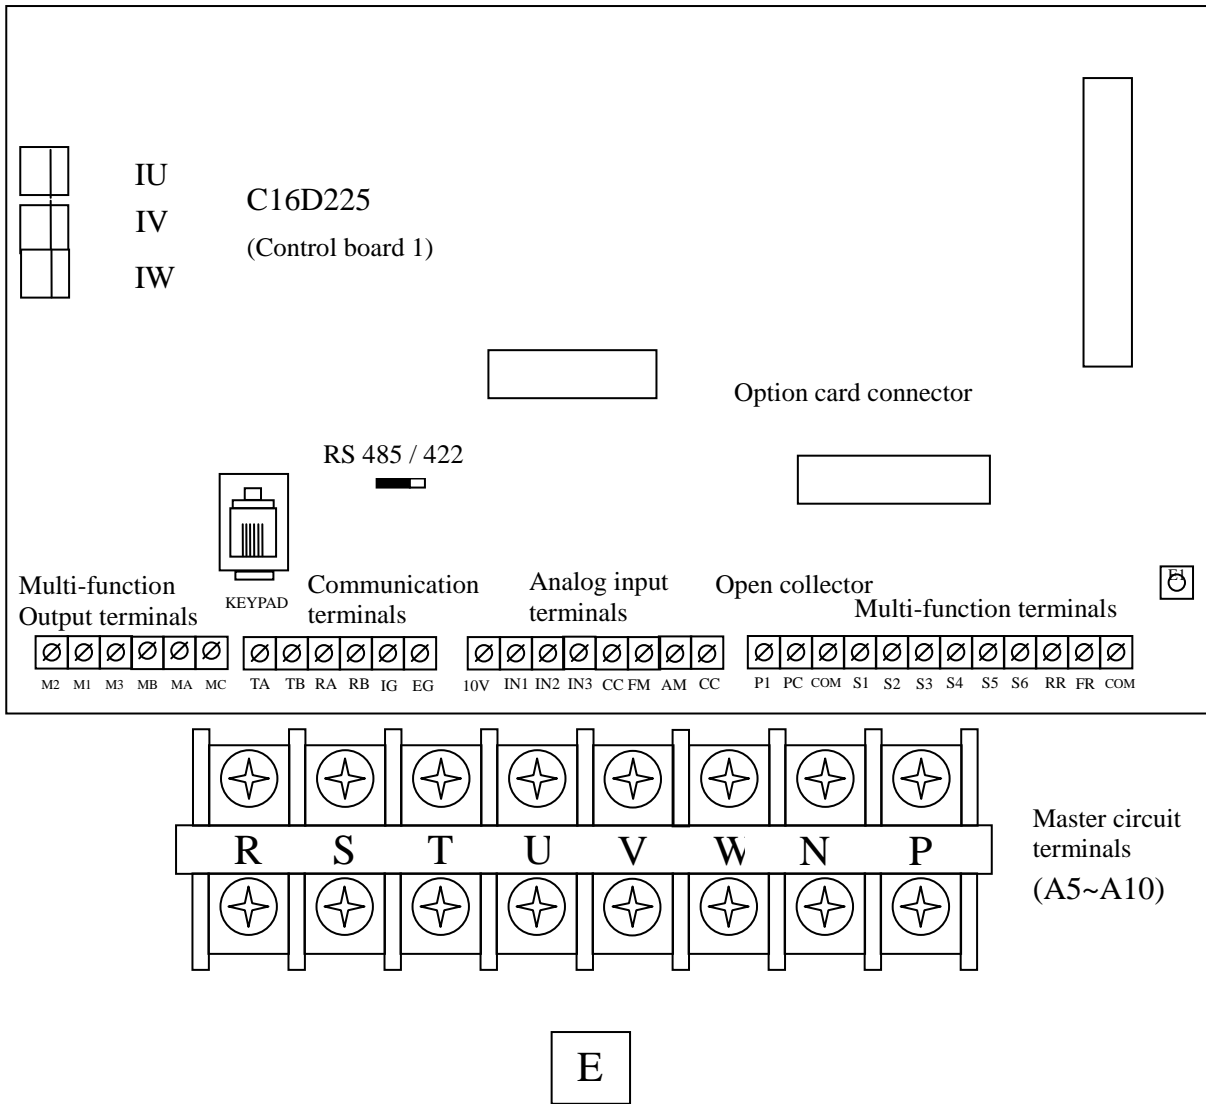 IU
IV
IW
C16D225
(Control board 1)
Option card connector
RS 485 / 422
KEYPAD
Multi-function
Output terminals
Communication
terminals
Analog input
terminals
Open collector
Multi-function terminals
E1
M2 M1 M3 MB MA MC
TA TB RA RB IG EG
10V IN1 IN2 IN3 CC FM AM CC
P1 PC COM S1 S2 S3 S4 S5 S6 RR FR COM
R S T U V W N P
Master circuit
terminals
(A5~A10)
E